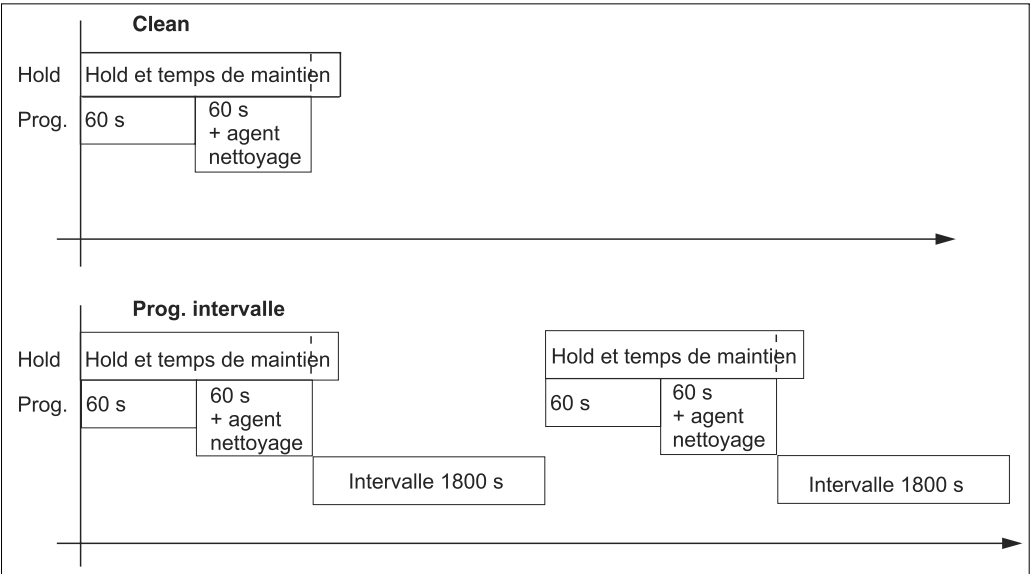 Clean
Hold
Hold et temps de maintien
Prog.
60 s
60 s
+ agent
nettoyage
Prog. intervalle
Hold
Hold et temps de maintien
Hold et temps de maintien
Prog.
60 s
60 s
+ agent
nettoyage
60 s
60 s
+ agent
nettoyage
Intervalle 1800 s
Intervalle 1800 s